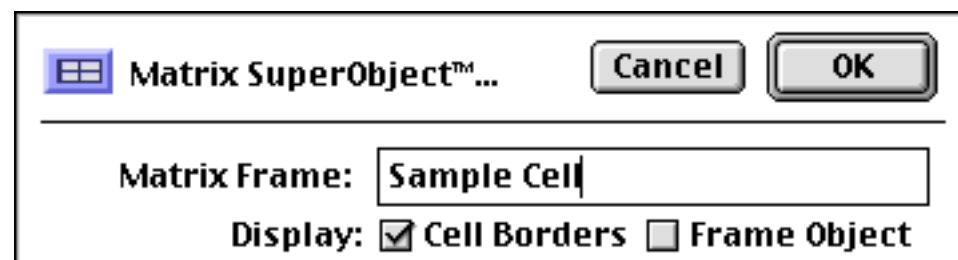 Matrix SuperObject™... Cancel OK
Matrix Frame: Sample Cell
Display: Cell Borders Frame Object